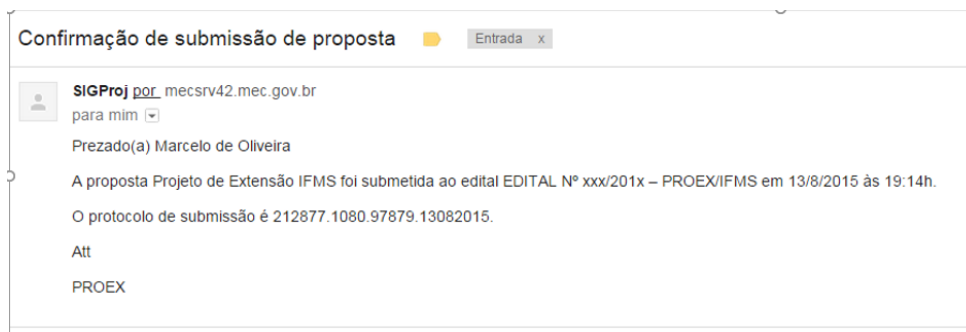 Confirmação de submissão de proposta Entrada x
SIGProj por mecsrv42.mec.gov.br
para mim
Prezado(a) Marcelo de Oliveira
A proposta Projeto de Extensão IFMS foi submetida ao edital EDITAL Nº xxx/201x – PROEX/IFMS em 13/8/2015 às 19:14h.
O protocolo de submissão é 212877.1080.97879.13082015.
Att
PROEX